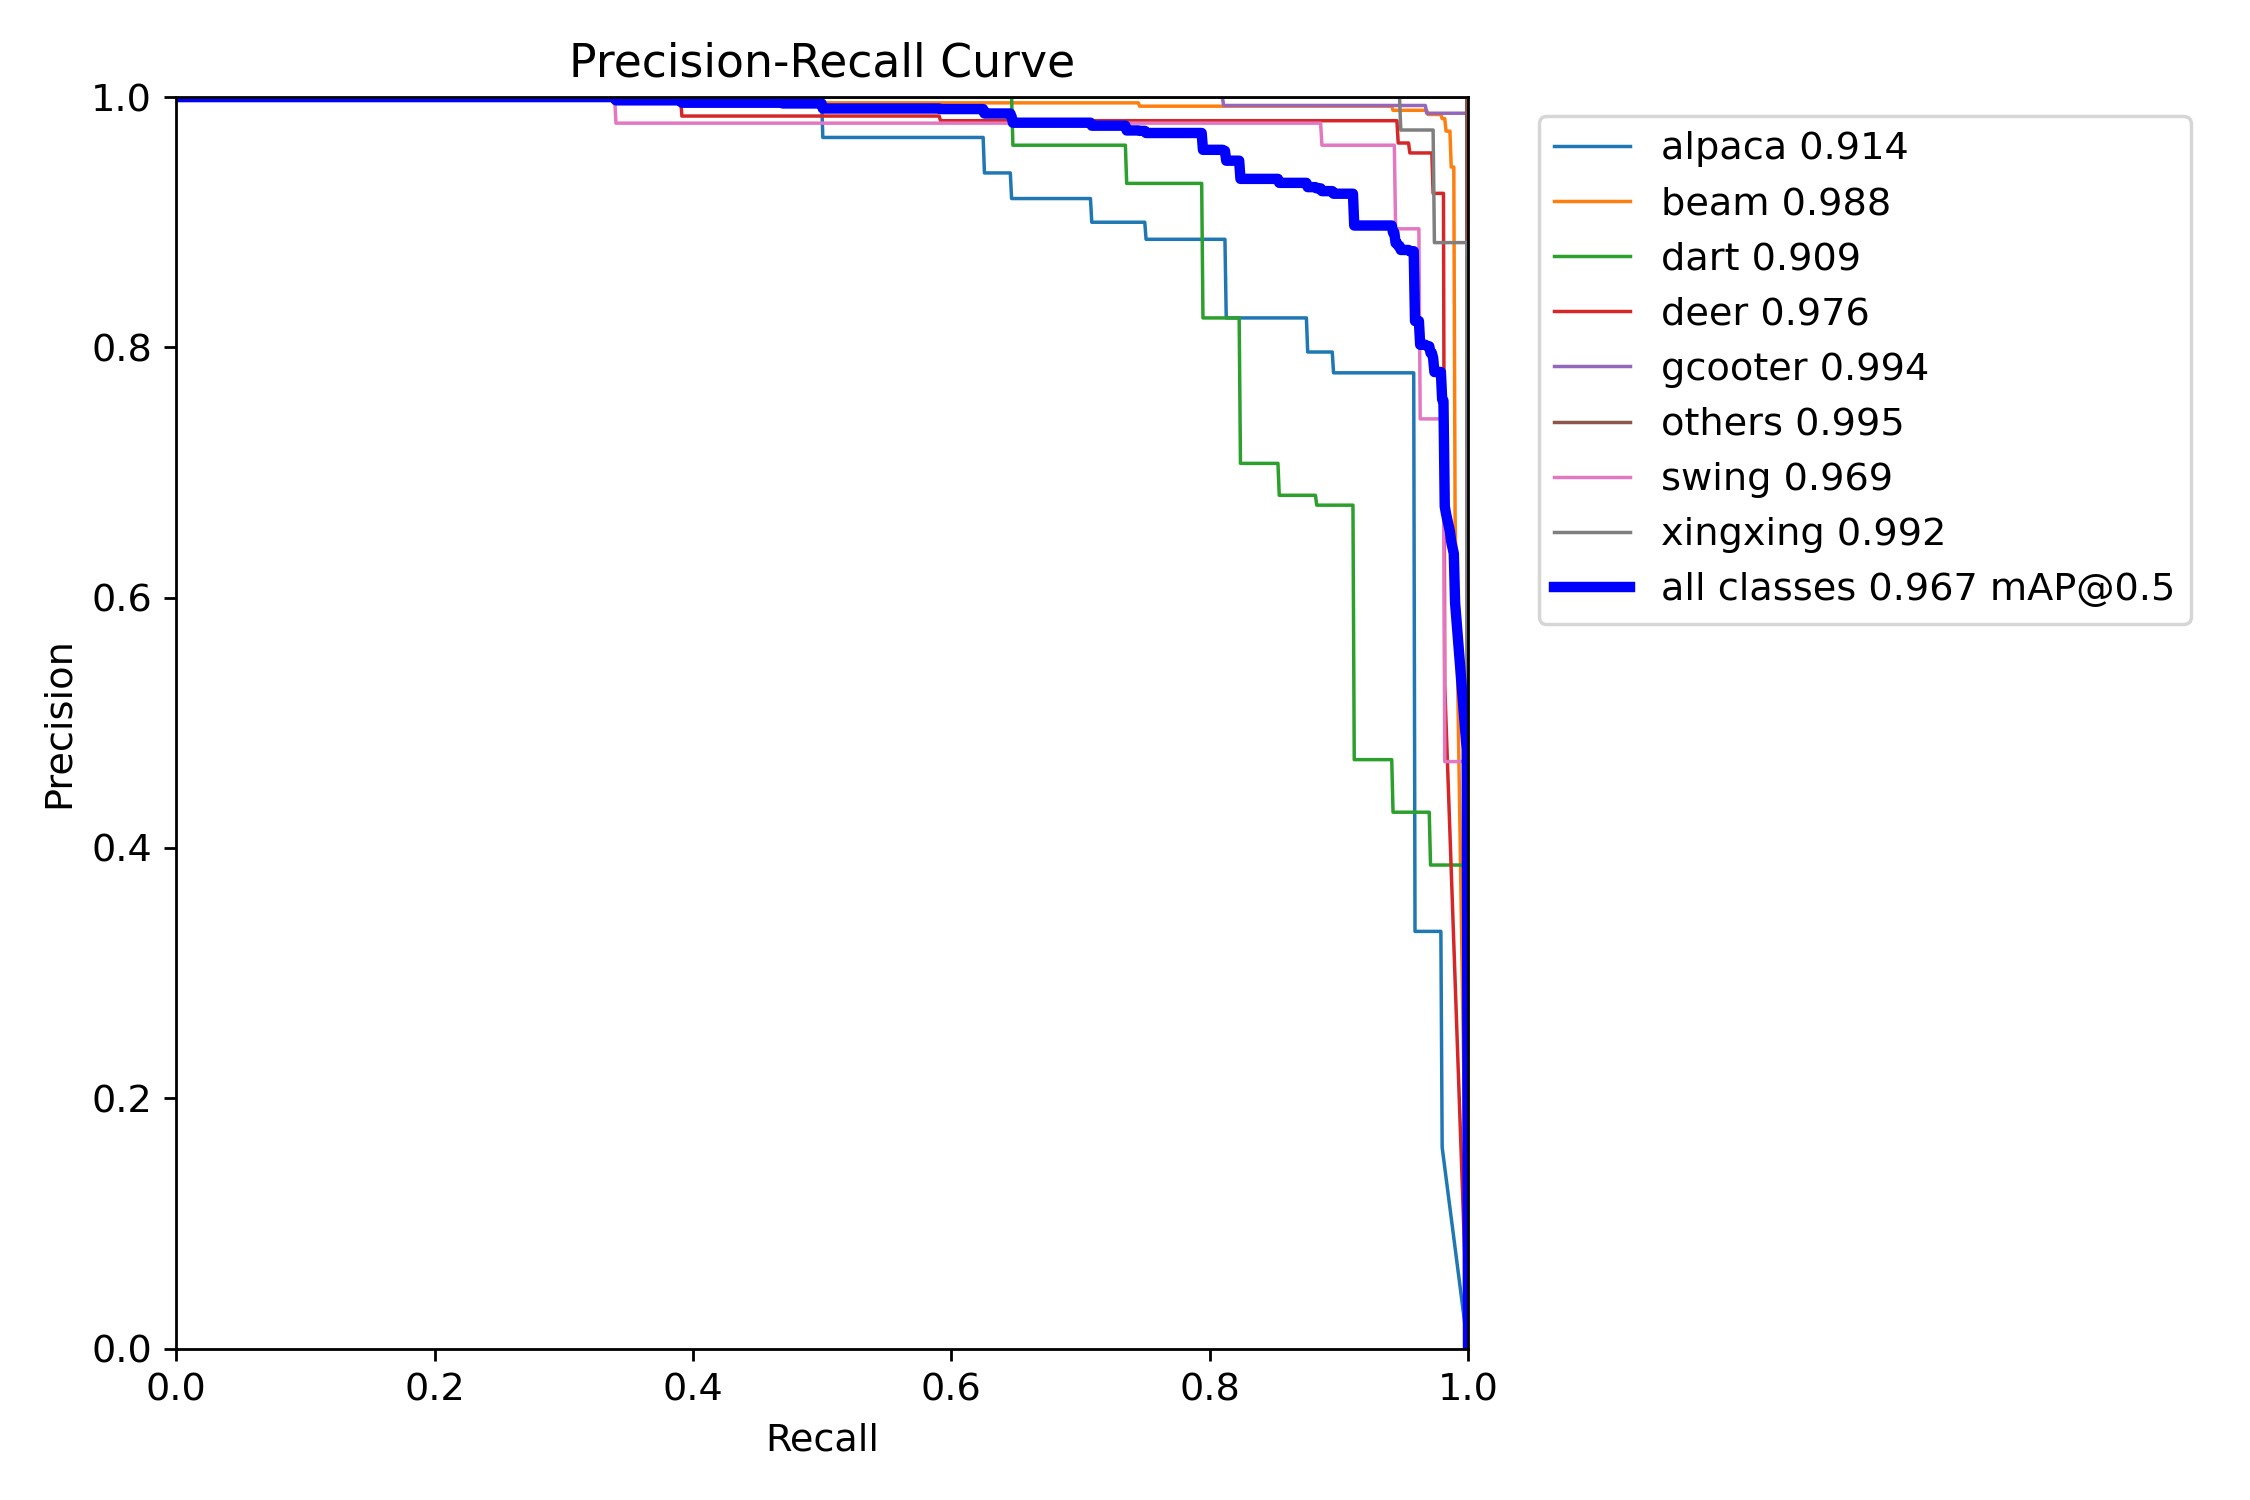 Precision-Recall Curve
1.0
0.8
0.6
0.4
0.2
0.0
Precision
0.0 0.2 0.4 0.6 0.8 1.0
Recall
alpaca 0.914
beam 0.988
dart 0.909
deer 0.976
gcooter 0.994
others 0.995
swing 0.969
xingxing 0.992
all classes 0.967 mAP@0.5